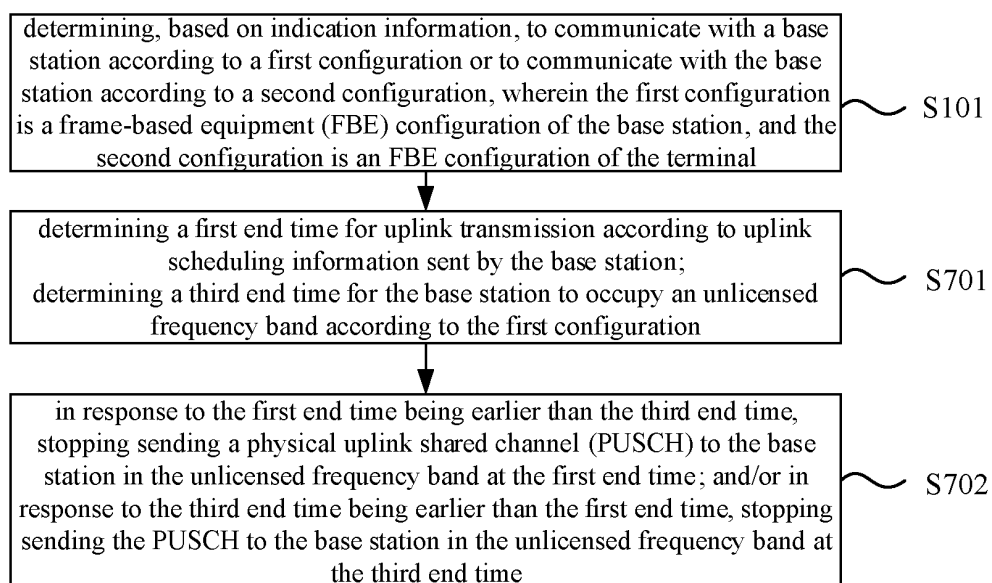 determining, based on indication information, to communicate with a base
station according to a first configuration or to communicate with the base
station according to a second configuration, wherein the first configuration
is a frame-based equipment (FBE) configuration of the base station, and the
second configuration is an FBE configuration of the terminal
S101
determining a first end time for uplink transmission according to uplink
scheduling information sent by the base station;
determining a third end time for the base station to occupy an unlicensed
frequency band according to the first configuration
S701
in response to the first end time being earlier than the third end time,
stopping sending a physical uplink shared channel (PUSCH) to the base
station in the unlicensed frequency band at the first end time; and/or in
response to the third end time being earlier than the first end time, stopping
sending the PUSCH to the base station in the unlicensed frequency band at
the third end time
S702